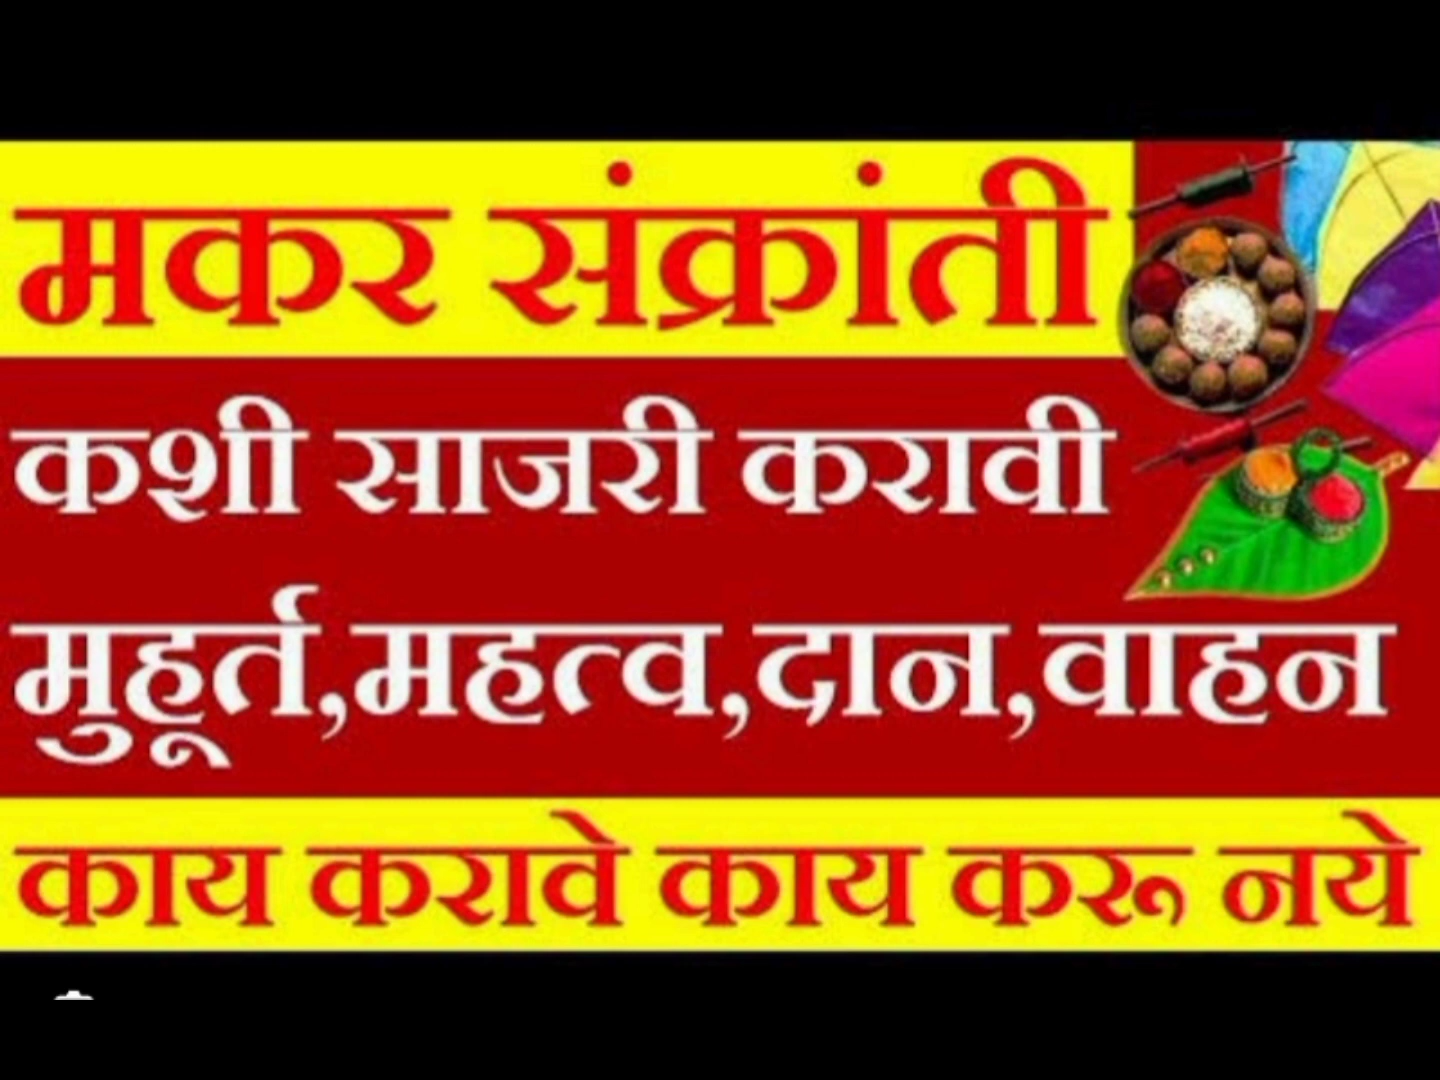 मकर संक्रांती
कशी साजरी करावी
मुहूर्त,महत्व,दान,वाहन
काय करावे काय करू नये